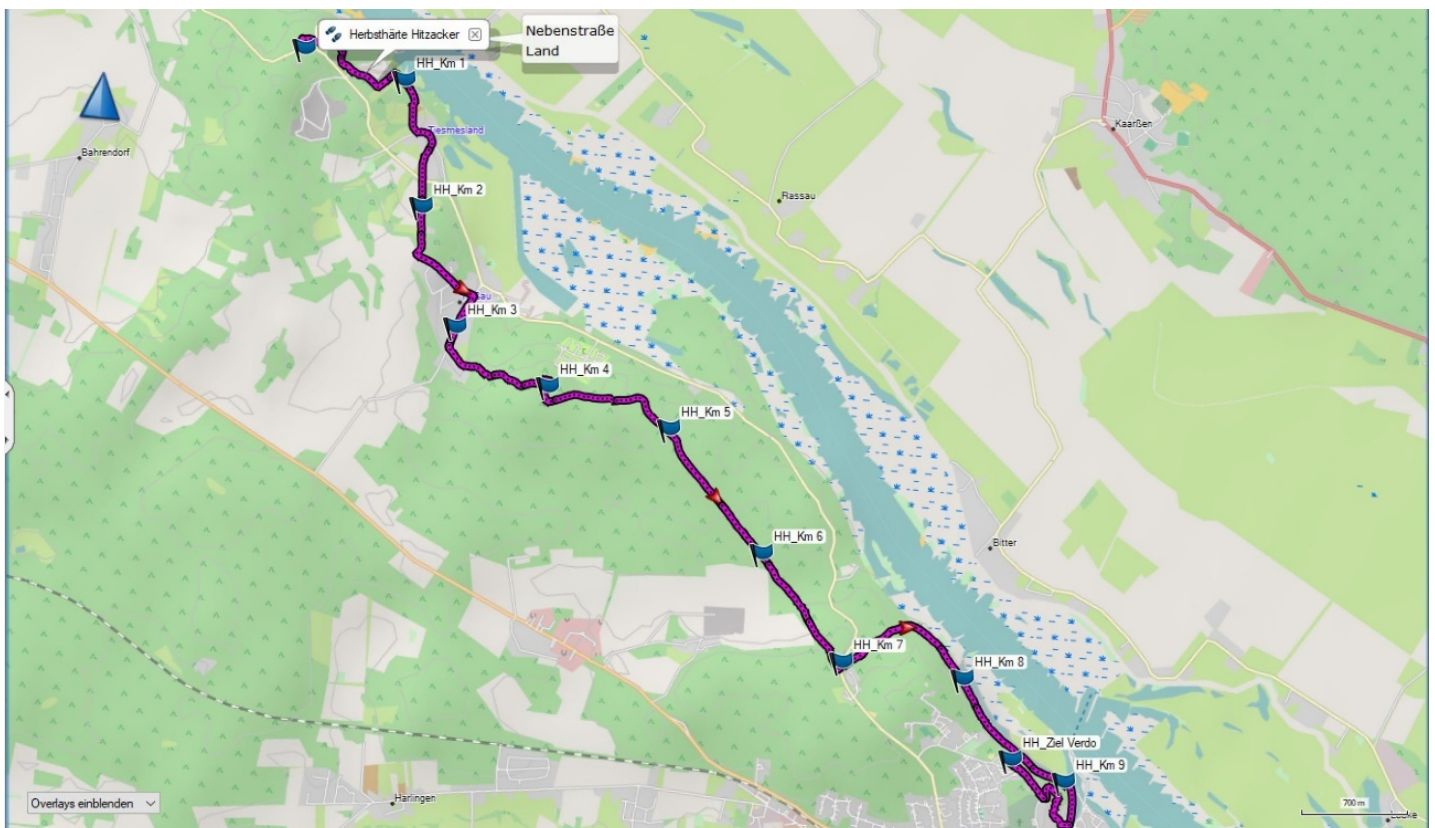 Herbsthärte Hitzacker
Nebenstraße
Land
HH_Km 1
Kaarßen
Tiesmesland
Bahrendorf
HH_Km 2
Rassau
HH_Km 3
HH_Km 4
HH_Km 5
HH_Km 6
Bitter
HH_Km 7
HH_Km 8
HH_Ziel Verdo
HH_Km 9
Overlays einblenden
Harlingen
700 m